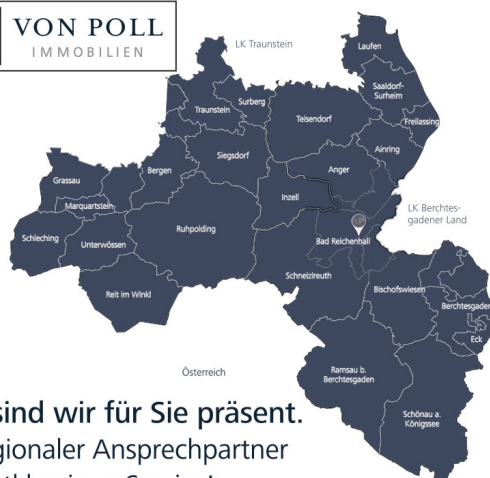 VON POLL
IMMOBILIEN
LK Traunstein
Laufen
Saaldorf-
Surheim
Surberg
Traunstein
Teisendorf
Freilassing
Ainring
Siegsdorf
Bergen
Anger
Grassau
Inzell
Marquartstein
LK Berchtes-
gadener Land
Ruhpolding
Schleching
Unterwössen
Bad Reichenhall
Schneizlreuth
Bischofswiesen
Reit im Winkl
Berchtesgaden
Eck
Österreich
Ramsau b.
Berchtesgaden
Schönau a.
Königssee
sind wir für Sie präsent.
gionaler Ansprechpartner